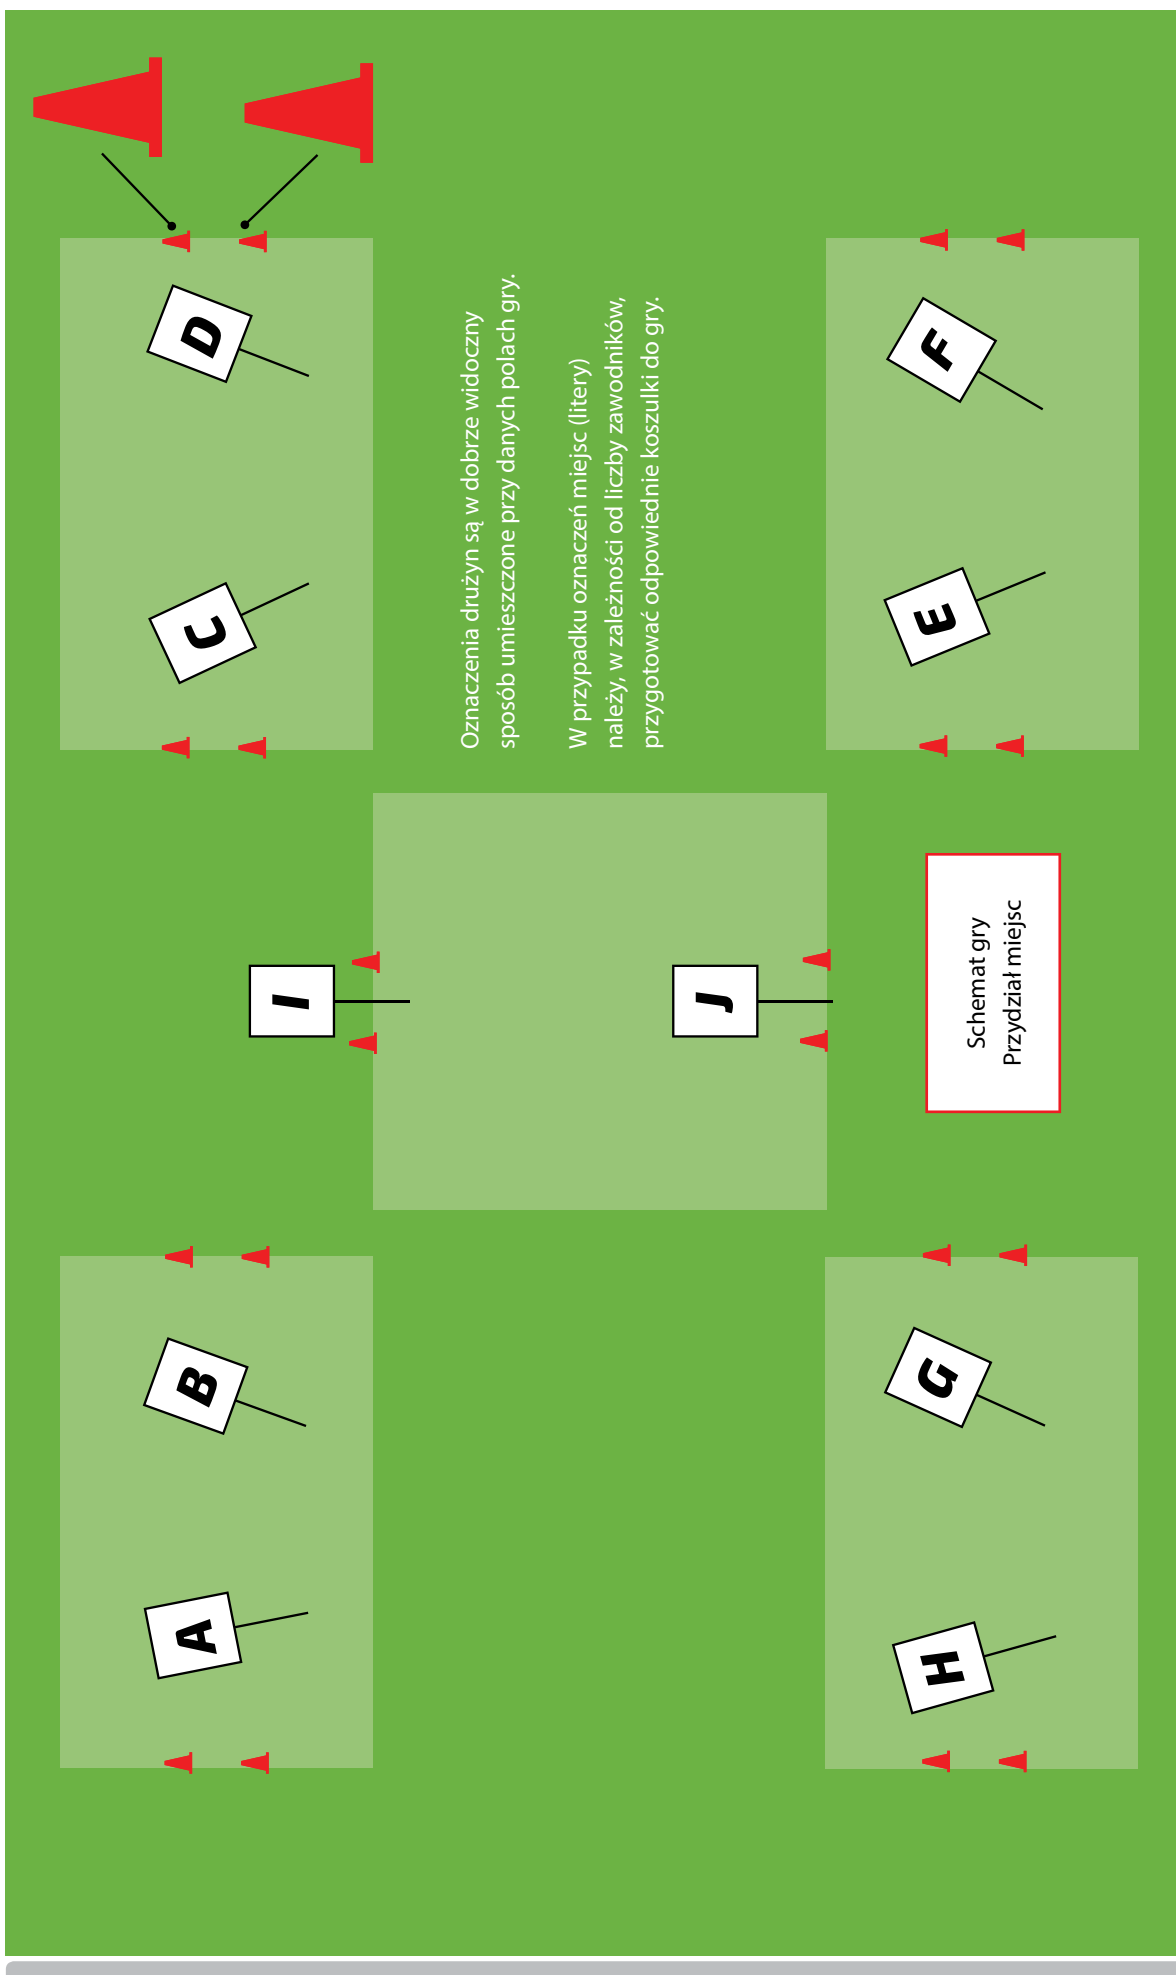 A
B
C
D
I
Oznaczenia drużyn są w dobrze widoczny
sposób umieszczone przy danych polach gry.
W przypadku oznaczeń miejsc (litery)
należy, w zależności od liczby zawodników,
przygotować odpowiednie koszulki do gry.
J
H
G
E
F
Schemat gry
Przydział miejsc